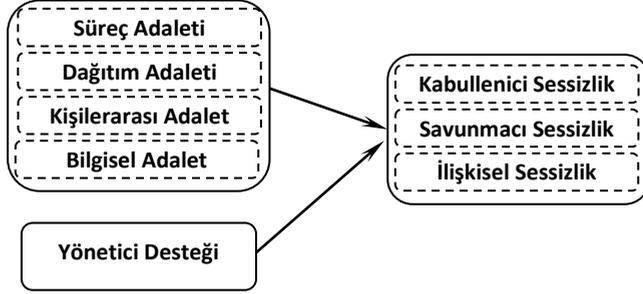 Süreç Adaleti
Dağıtım Adaleti
Kişilerarası Adalet
Bilgisel Adalet
Yönetici Desteği
Kabullenici Sessizlik
Savunmacı Sessizlik
İlişkisel Sessizlik